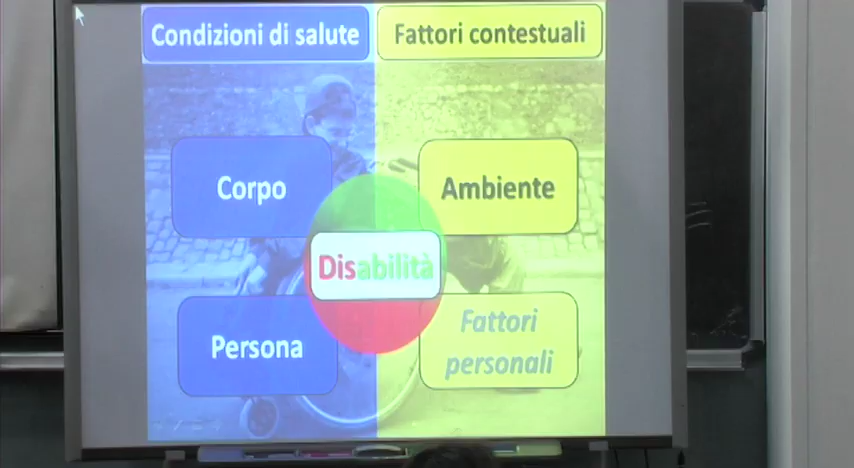 Condizioni di salute
Fattori contestuali
Corpo
Ambiente
Disabilità
Persona
Fattori
personali